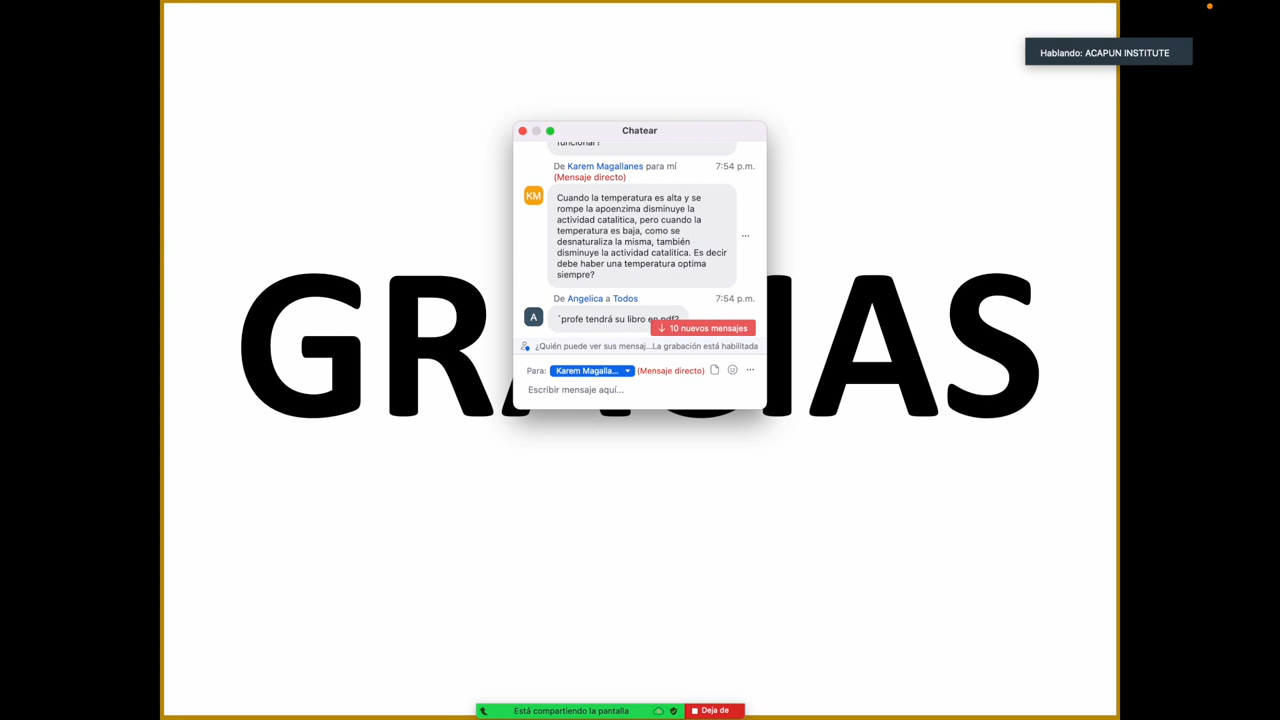 Hablando: ACAPUN INSTITUTE
Chatear
funcional?
De Karem Magallanes para mí 7:54 p.m.
(Mensaje directo)
KM
Cuando la temperatura es alta y se
rompe la apoenzima disminuye la
actividad catalitica, pero cuando la
temperatura es baja, como se
desnaturaliza la misma, también
disminuye la actividad catalitica. Es decir
debe haber una temperatura optima
siempre?
De Angelica a Todos 7:54 p.m.
A
`profe tendrá su libro en pdf?
10 nuevos mensajes
¿Quién puede ver sus mensaj...La grabación está habilitada
Para: Karem Magalla... (Mensaje directo)
Escribir mensaje aquí...
GRACIAS
Está compartiendo la pantalla
Deja de